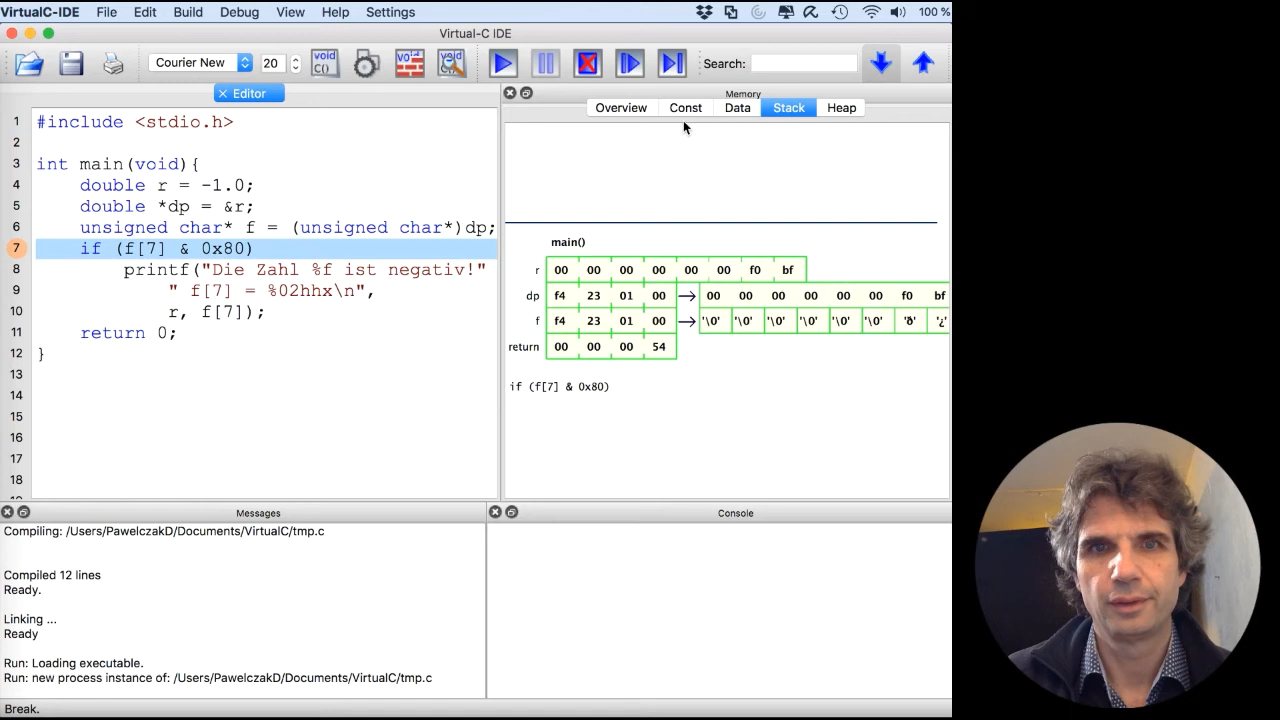 VirtualC-IDE File Edit Build Debug View Help Settings 100 %
Virtual-C IDE
Courier New 20 void C() void void C() Search:
Editor
Memory
Overview Const Data Stack Heap
1 #include <stdio.h>
2
3 int main(void){
4 double r = -1.0;
5 double *dp = &r;
6 unsigned char* f = (unsigned char*)dp;
7 if (f[7] & 0x80)
8 printf("Die Zahl %f ist negativ!"
9 " f[7] = %02hhx\n",
10 r, f[7]);
11 return 0;
12 }
13
14
15
16
17
18
main()
r 00 00 00 00 00 00 f0 bf
dp f4 23 01 00 → 00 00 00 00 00 00 f0 bf
f f4 23 01 00 → '\0' '\0' '\0' '\0' '\0' '\0' 'ð' '¿'
return 00 00 00 54
if (f[7] & 0x80)
Messages
Compiling: /Users/PawelczakD/Documents/VirtualC/tmp.c
Compiled 12 lines
Ready.
Linking ...
Ready
Run: Loading executable.
Run: new process instance of: /Users/PawelczakD/Documents/VirtualC/tmp.c
Console
Break.